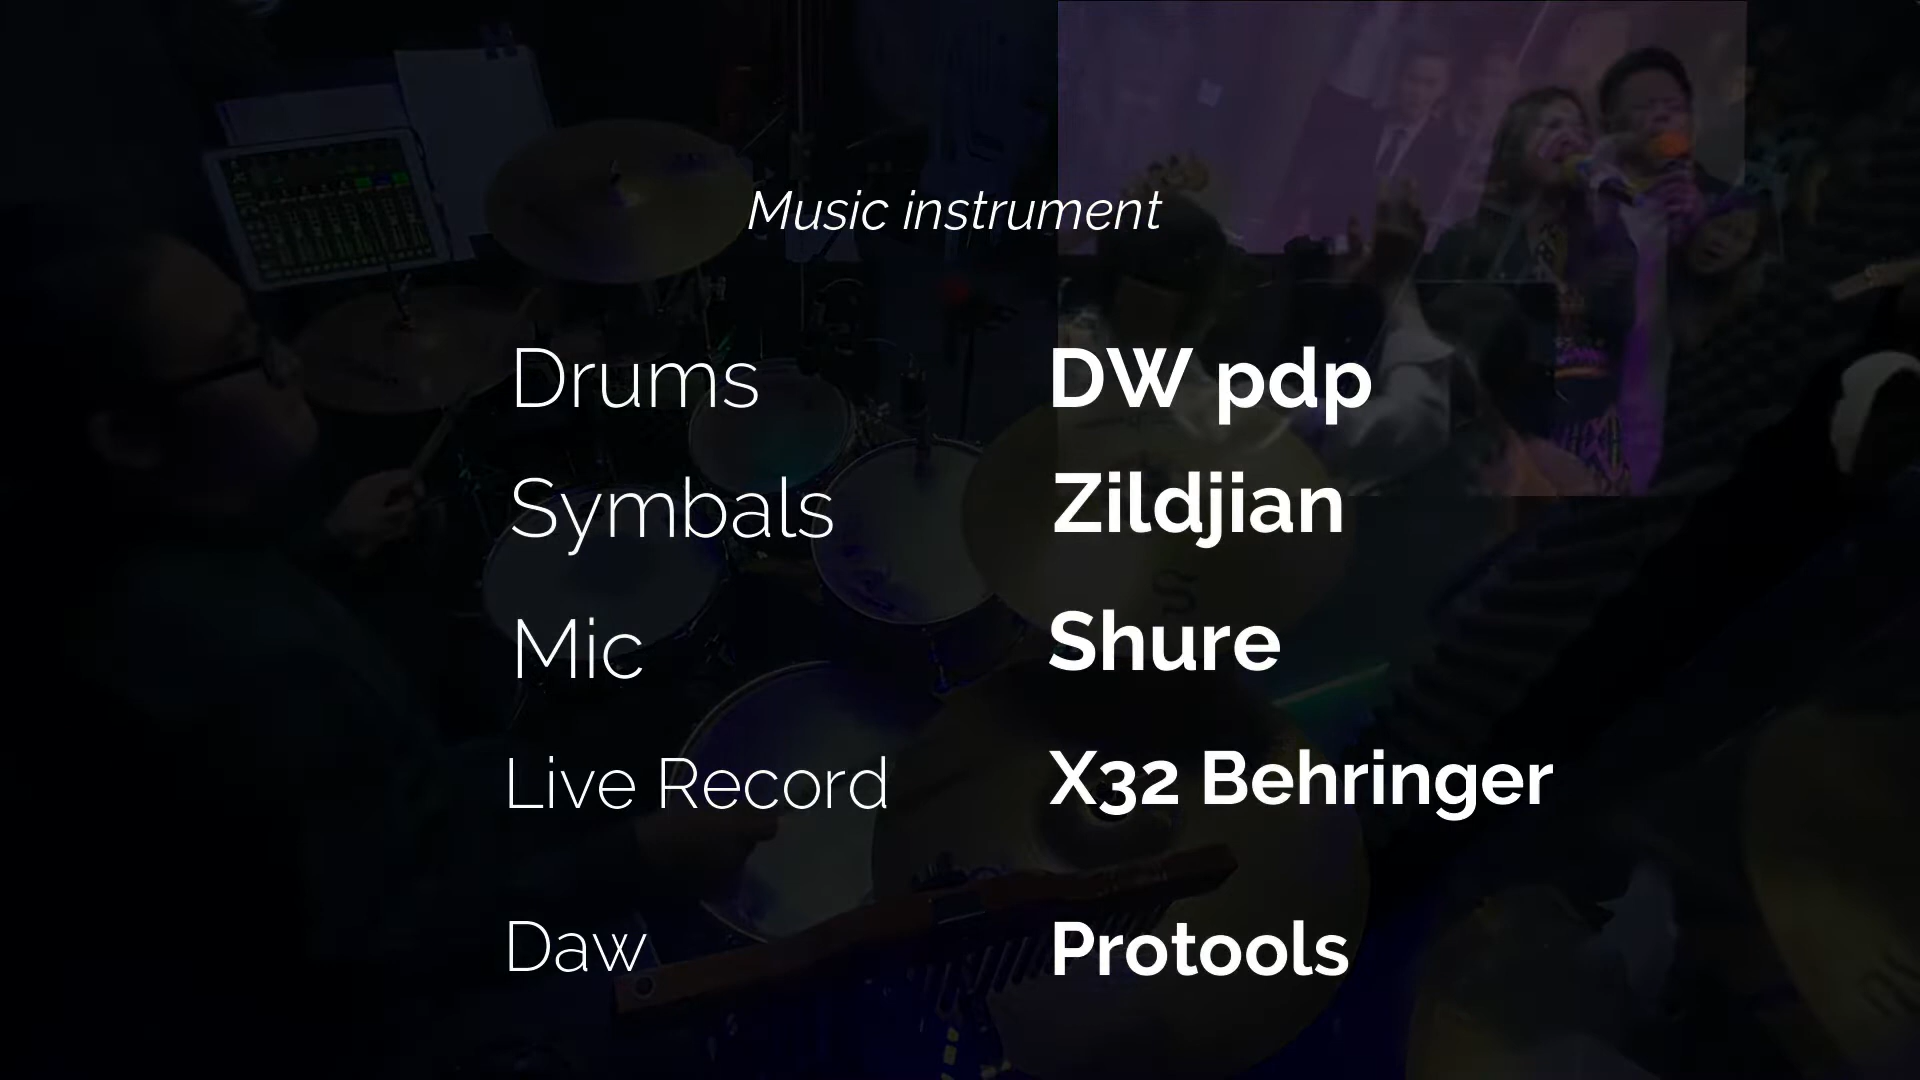 Music instrument
Drums DW pdp
Symbals Zildjian
Mic Shure
Live Record X32 Behringer
Daw Protools